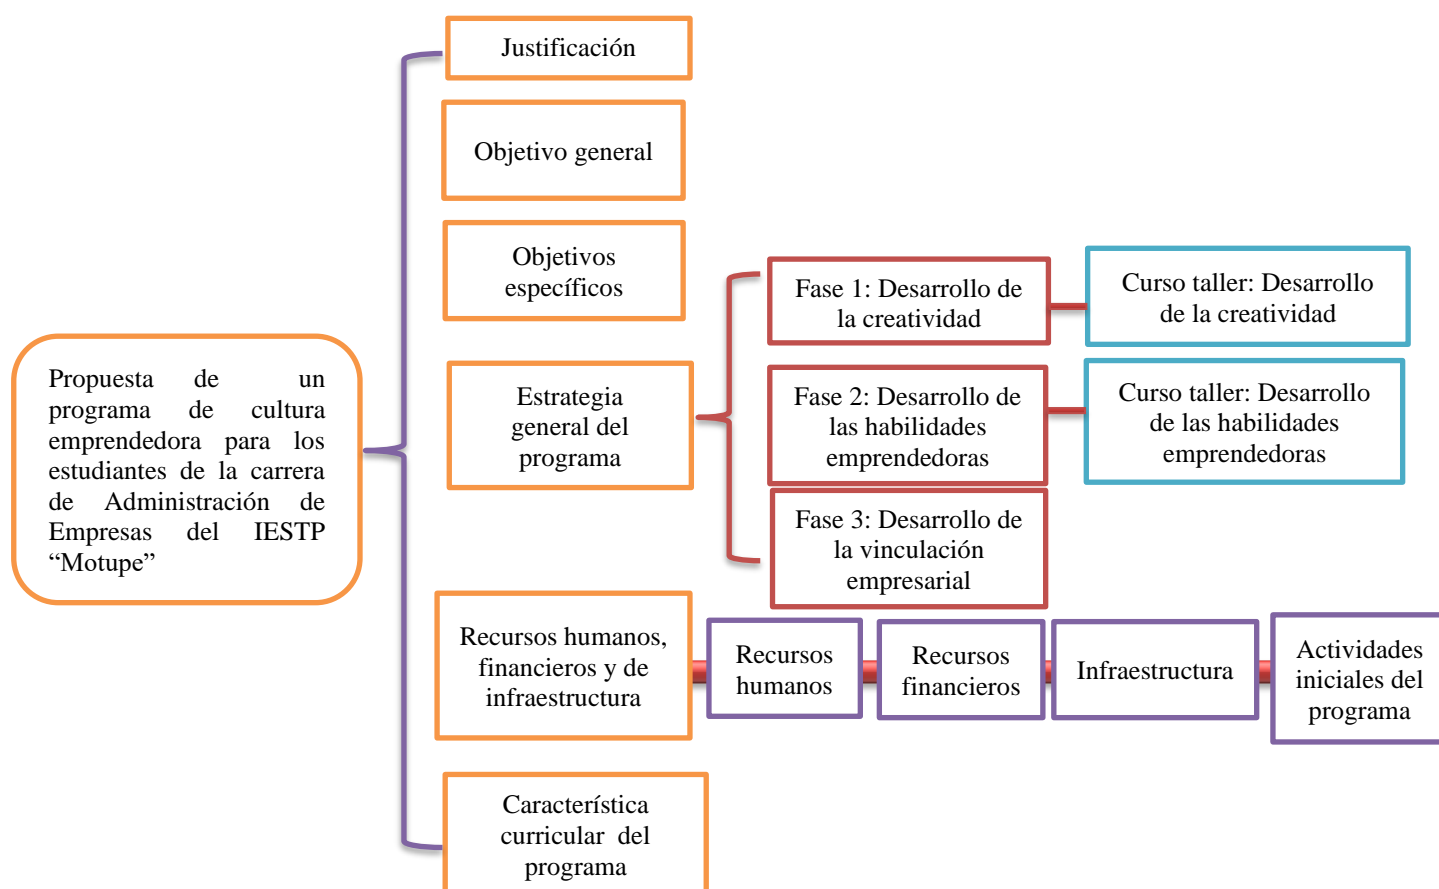 Propuesta de un
programa de cultura
emprendedora para los
estudiantes de la carrera
de Administración de
Empresas del IESTP
“Motupe”
Justificación
Objetivo general
Objetivos
específicos
Estrategia
general del
programa
Fase 1: Desarrollo de
la creatividad
Curso taller: Desarrollo
de la creatividad
Fase 2: Desarrollo de
las habilidades
emprendedoras
Curso taller: Desarrollo
de las habilidades
emprendedoras
Fase 3: Desarrollo de
la vinculación
empresarial
Recursos humanos,
financieros y de
infraestructura
Recursos
humanos
Recursos
financieros
Infraestructura
Actividades
iniciales del
programa
Característica
curricular del
programa